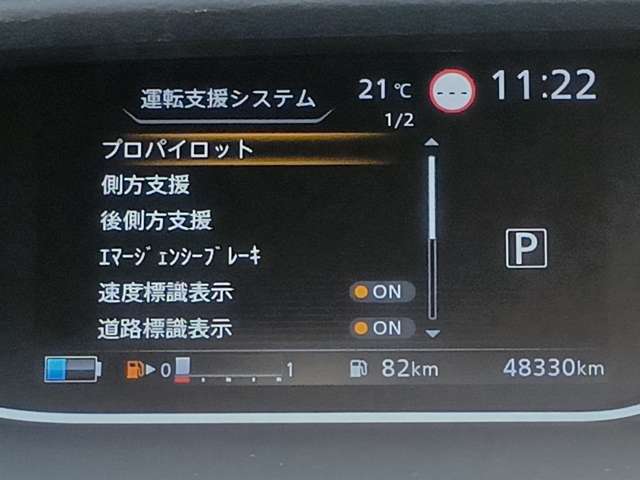 運転支援システム 21℃ --- 11:22
1/2
プロパイロット
側方支援
後側方支援
ｴﾏｰｼﾞｪﾝｼｰﾌﾞﾚｰｷ P
速度標識表示 ON
道路標識表示 ON
0 1 82km 48330km